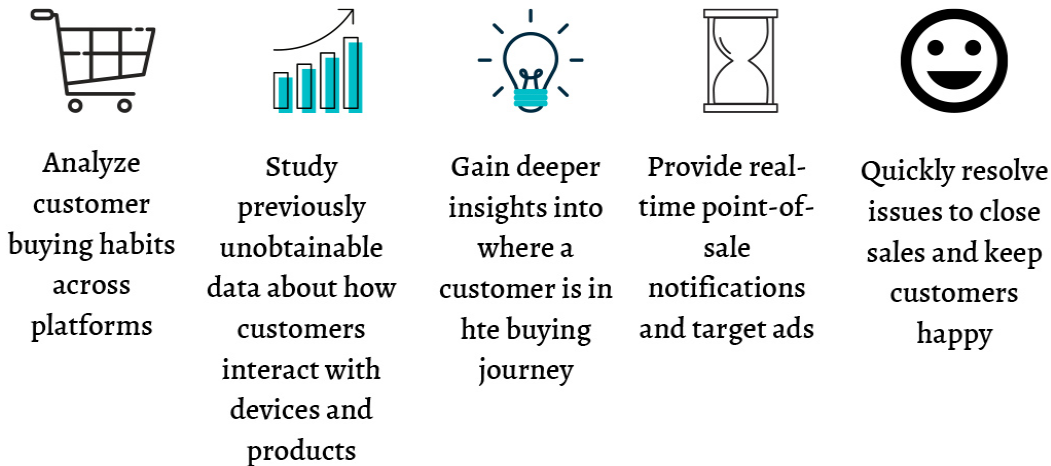 Analyze
customer
buying habits
across
platforms
Study
previously
unobtainable
data about how
customers
interact with
devices and
products
Gain deeper
insights into
where a
customer is in
hte buying
journey
Provide real-
time point-of-
sale
notifications
and target ads
Quickly resolve
issues to close
sales and keep
customers
happy